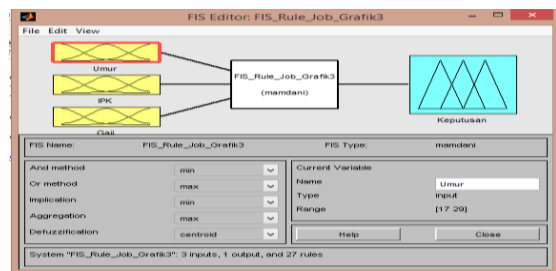 FIS Editor: FIS_Rule_Job_Grafik3
File Edit View
Umur
IPK
Gaji
FIS_Rule_Job_Grafik3
(mamdani)
Keputusan
FIS Name: FIS_Rule_Job_Grafik3 FIS Type: mamdani
And method min
Or method max
Implication min
Aggregation max
Defuzzification centroid
Current Variable
Name Umur
Type input
Range [17 29]
Help Close
System "FIS_Rule_Job_Grafik3": 3 inputs, 1 output, and 27 rules